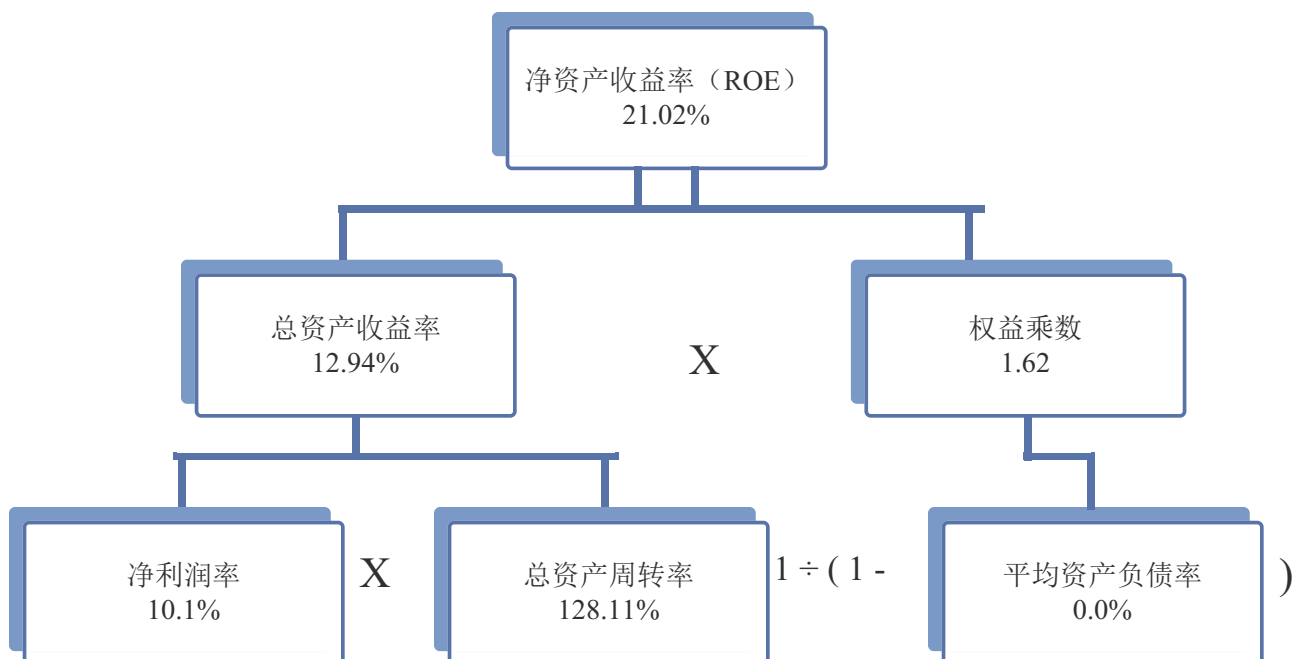 净资产收益率（ROE）
21.02%
总资产收益率
12.94%
X
权益乘数
1.62
净利润率
10.1%
X
总资产周转率
128.11%
1 ÷ ( 1 -
平均资产负债率
0.0%
)